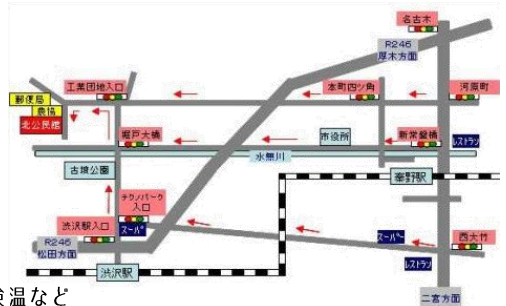 名古木
R246
厚木方面
工業団地入口
本町四ツ角
河原町
郵便局
農協
北公民館
堀戸大橋
市役所
新常盤橋
レストラン
水無川
古墳公園
秦野駅
テクノパーク
入口
渋沢駅入口
スーパー
スーパー
西大竹
R246
松田方面
レストラン
渋沢駅
二宮方面
検温など